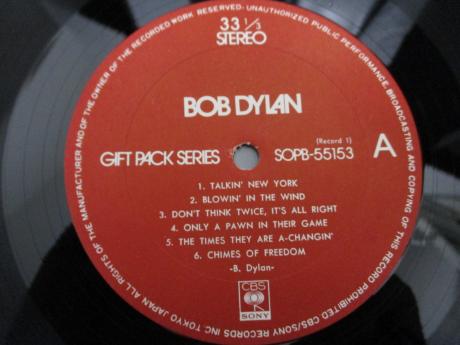 33 1/3
STEREO
BOB DYLAN
GIFT PACK SERIES
(Record 1)
SOPB-55153
A
1. TALKIN' NEW YORK
2. BLOWIN' IN THE WIND
3. DON'T THINK TWICE, IT'S ALL RIGHT
4. ONLY A PAWN IN THEIR GAME
5. THE TIMES THEY ARE A-CHANGIN'
6. CHIMES OF FREEDOM
-B. Dylan-
CBS
SONY
ALL RIGHTS OF THE MANUFACTURER AND OF THE OWNER OF THE RECORDED WORK RESERVED-UNAUTHORIZED PUBLIC PERFORMANCE, BROADCASTING AND COPYING OF THIS RECORD PROHIBITED CBS/SONY RECORDS INC TOKYO JAPAN